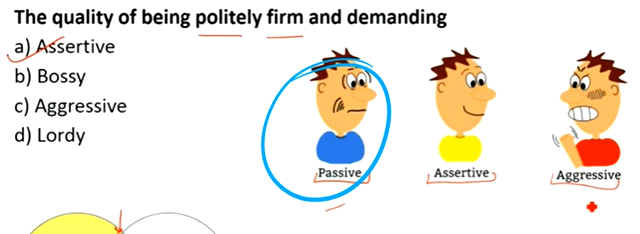 The quality of being politely firm and demanding
a) Assertive
b) Bossy
c) Aggressive
d) Lordy
Passive Assertive Aggressive